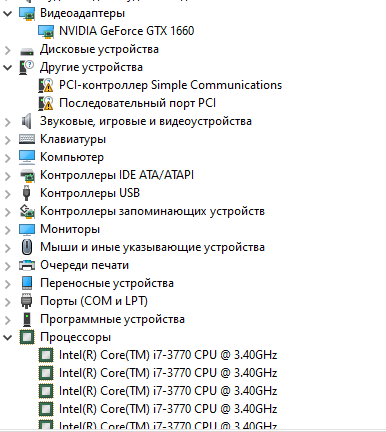 Видеоадаптеры
NVIDIA GeForce GTX 1660
Дисковые устройства
Другие устройства
PCI-контроллер Simple Communications
Последовательный порт PCI
Звуковые, игровые и видеоустройства
Клавиатуры
Компьютер
Контроллеры IDE ATA/ATAPI
Контроллеры USB
Контроллеры запоминающих устройств
Мониторы
Мыши и иные указывающие устройства
Очереди печати
Переносные устройства
Порты (COM и LPT)
Программные устройства
Процессоры
Intel(R) Core(TM) i7-3770 CPU @ 3.40GHz
Intel(R) Core(TM) i7-3770 CPU @ 3.40GHz
Intel(R) Core(TM) i7-3770 CPU @ 3.40GHz
Intel(R) Core(TM) i7-3770 CPU @ 3.40GHz
Intel(R) Core(TM) i7-3770 CPU @ 3.40GHz